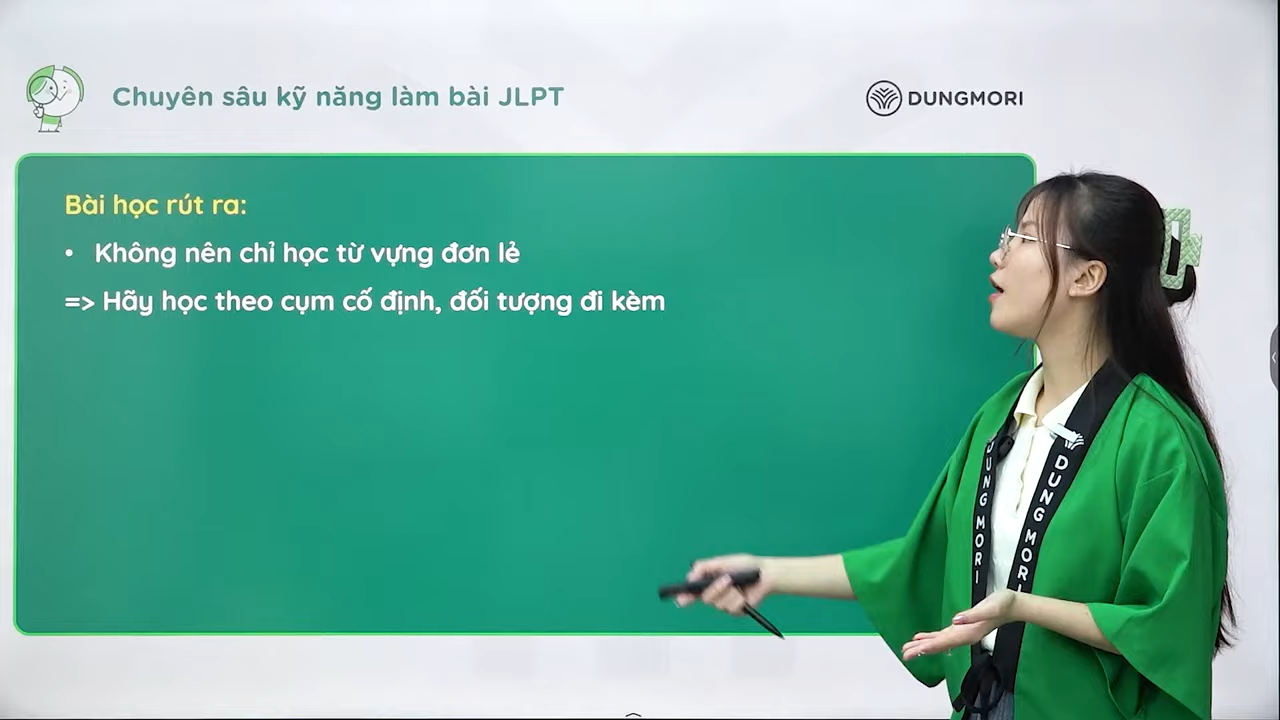 Chuyên sâu kỹ năng làm bài JLPT
DUNGMORI
Bài học rút ra:
• Không nên chỉ học từ vựng đơn lẻ
=> Hãy học theo cụm cố định, đối tượng đi kèm
DUNG MORI
DUNG MORI